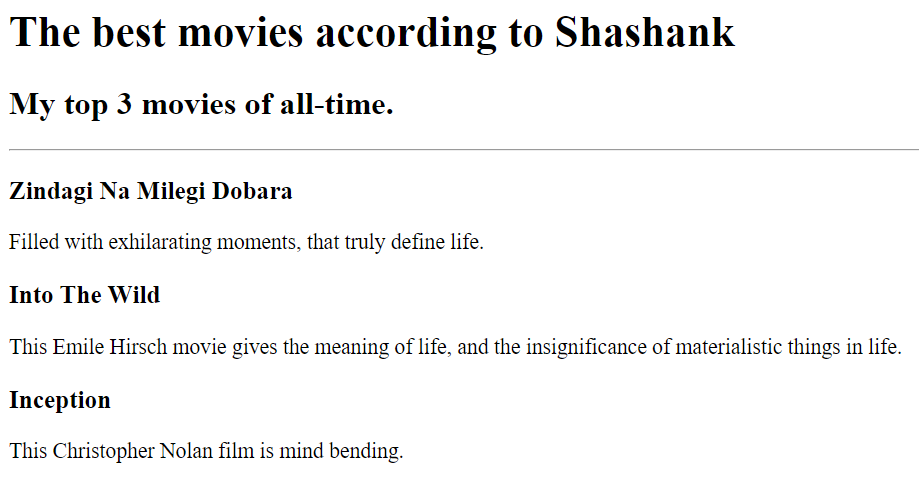 The best movies according to Shashank
My top 3 movies of all-time.
Zindagi Na Milegi Dobara
Filled with exhilarating moments, that truly define life.
Into The Wild
This Emile Hirsch movie gives the meaning of life, and the insignificance of materialistic things in life.
Inception
This Christopher Nolan film is mind bending.